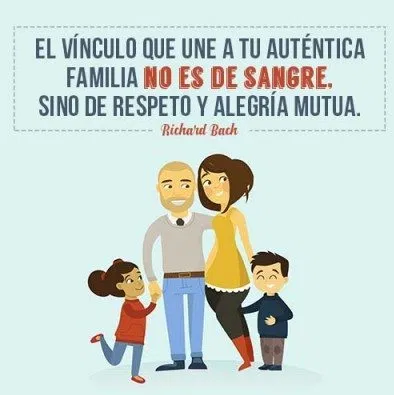 EL VÍNCULO QUE UNE A TU AUTÉNTICA
FAMILIA NO ES DE SANGRE.
SINO DE RESPETO Y ALEGRÍA MUTUA.
Richard Bach